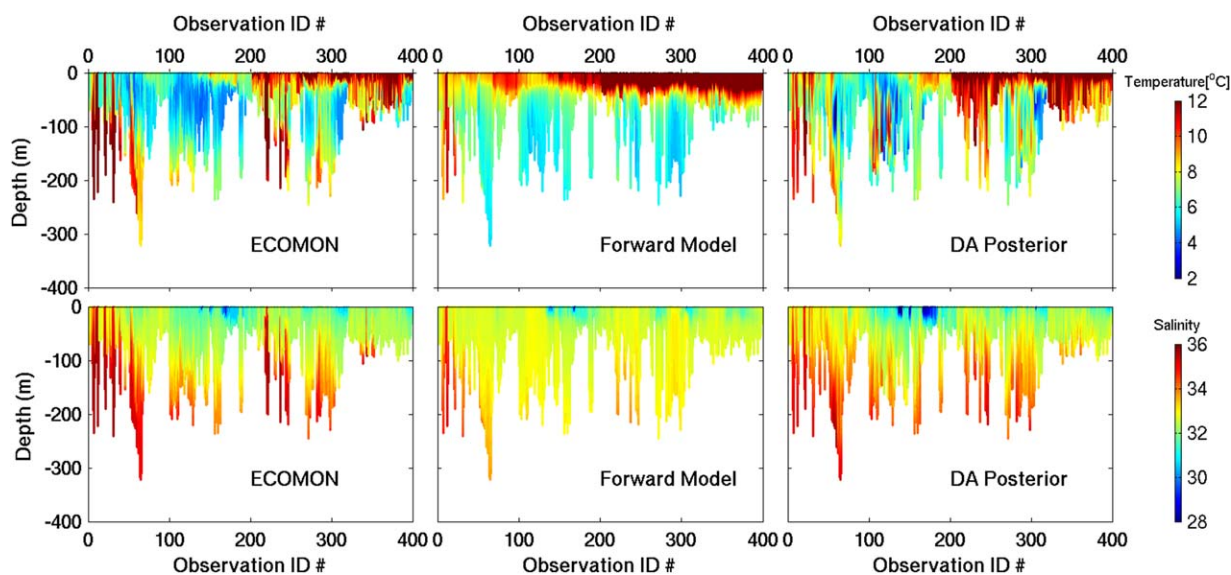 Observation ID # Observation ID # Observation ID #
0 100 200 300 400 0 100 200 300 400 0 100 200 300 400
Temperature[°C]
0
-100
-200
-300
-400
Depth (m)
ECOMON Forward Model DA Posterior
12
10
8
6
4
2
0
-100
-200
-300
-400
Depth (m)
ECOMON Forward Model DA Posterior
Salinity
36
34
32
30
28
0 100 200 300 400 0 100 200 300 400 0 100 200 300 400
Observation ID # Observation ID # Observation ID #